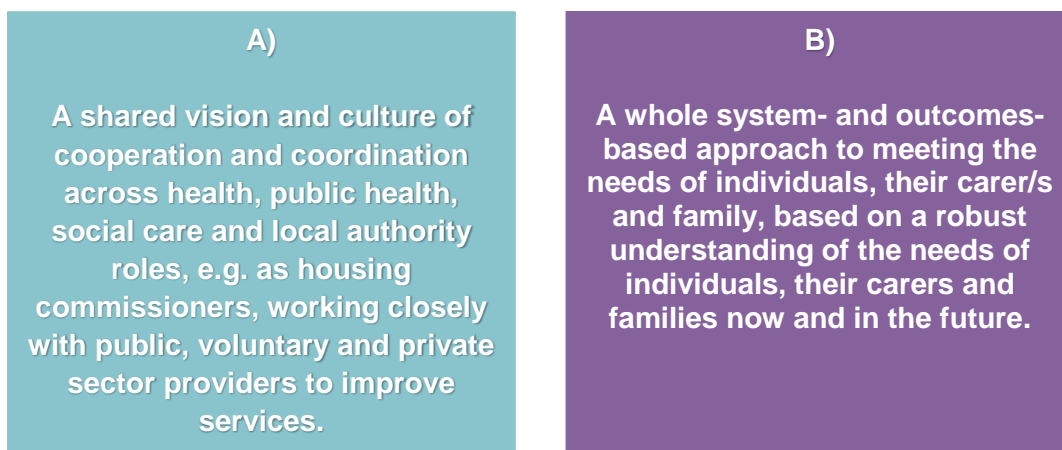 A)
A shared vision and culture of
cooperation and coordination
across health, public health,
social care and local authority
roles, e.g. as housing
commissioners, working closely
with public, voluntary and private
sector providers to improve
services.
B)
A whole system- and outcomes-
based approach to meeting the
needs of individuals, their carer/s
and family, based on a robust
understanding of the needs of
individuals, their carers and
families now and in the future.